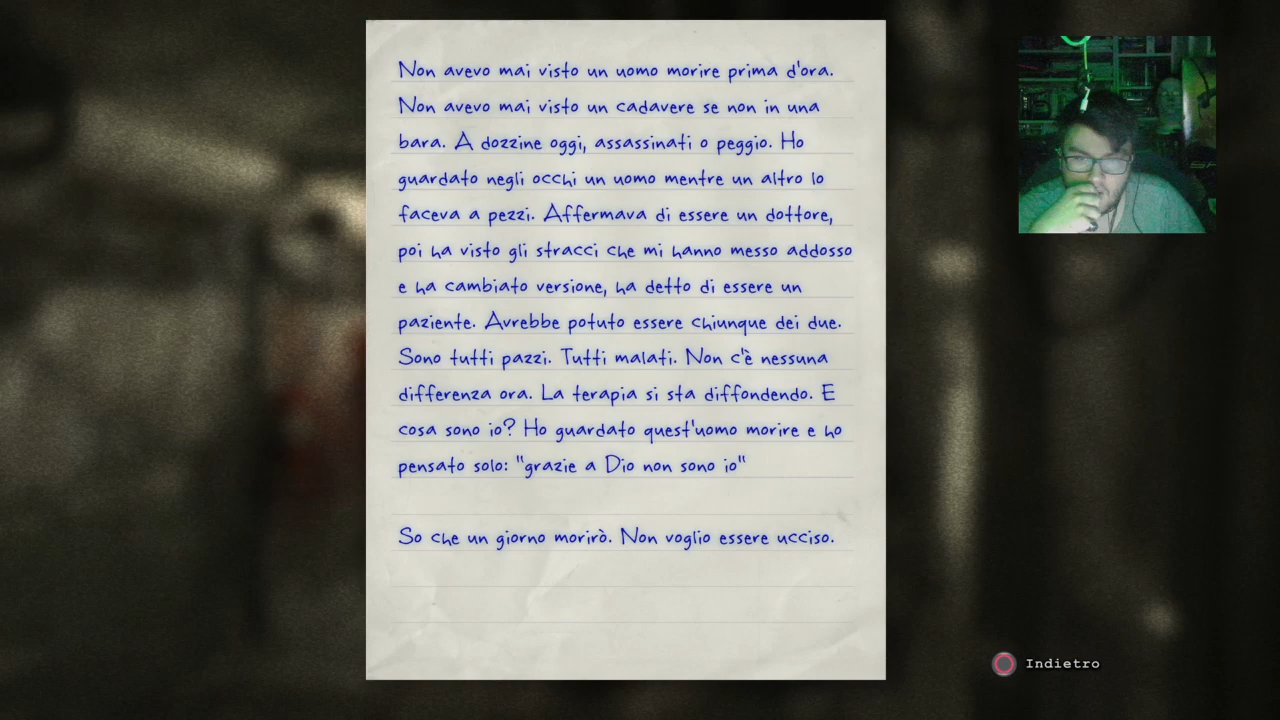 Non avevo mai visto un uomo morire prima d'ora.
Non avevo mai visto un cadavere se non in una
bara. A dozzine oggi, assassinati o peggio. Ho
guardato negli occhi un uomo mentre un altro lo
faceva a pezzi. Affermava di essere un dottore,
poi ha visto gli stracci che mi hanno messo addosso
e ha cambiato versione, ha detto di essere un
paziente. Avrebbe potuto essere chiunque dei due.
Sono tutti pazzi. Tutti malati. Non c'è nessuna
differenza ora. La terapia si sta diffondendo. E
cosa sono io? Ho guardato quest'uomo morire e ho
pensato solo: "grazie a Dio non sono io"
So che un giorno morirò. Non voglio essere ucciso.
Indietro